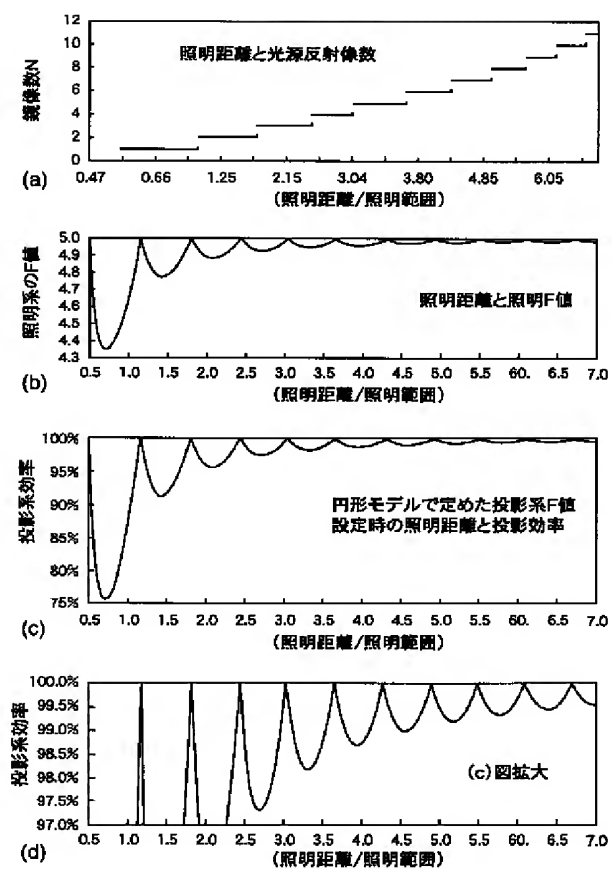 12
10
8
6
4
2
0
鏡像数N
照明距離と光源反射像数
0.47 0.66 1.25 2.15 3.04 3.80 4.85 6.05
(照明距離/照明範囲)
(a)
5.0
4.9
4.8
4.7
4.6
4.5
4.4
4.3
照明系のF値
照明距離と照明F値
0.5 1.0 1.5 2.0 2.5 3.0 3.5 4.0 4.5 5.0 5.5 60. 6.5 7.0
(照明距離/照明範囲)
(b)
100%
95%
90%
85%
80%
75%
投影系効率
円形モデルで定めた投影系F値
設定時の照明距離と投影効率
0.5 1.0 1.5 2.0 2.5 3.0 3.5 4.0 4.5 5.0 5.5 6.0 6.5 7.0
(照明距離/照明範囲)
(c)
100.0%
99.5%
99.0%
98.5%
98.0%
97.5%
97.0%
投影系効率
(c)図拡大
0.5 1.0 1.5 2.0 2.5 3.0 3.5 4.0 4.5 5.0 5.5 6.0 6.5 7.0
(照明距離/照明範囲)
(d)